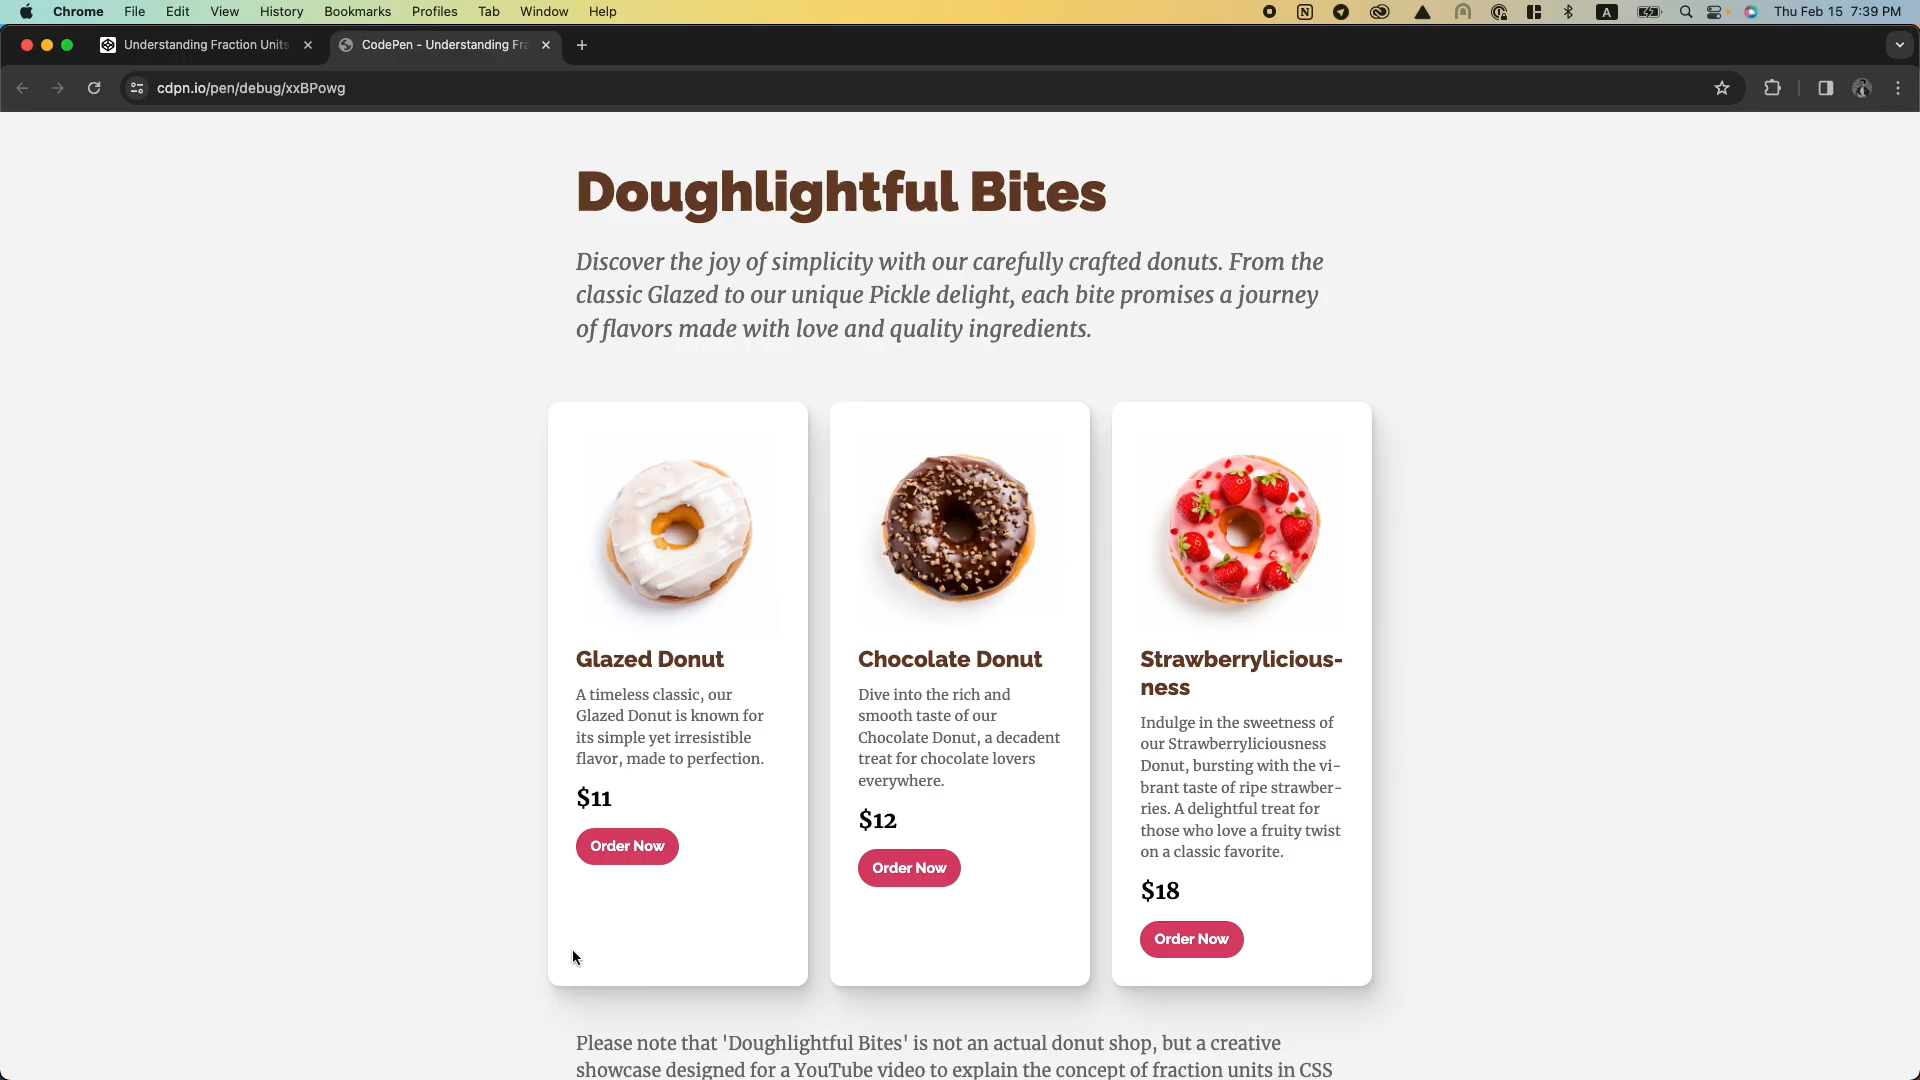 Chrome File Edit View History Bookmarks Profiles Tab Window Help
A Thu Feb 15 7:39 PM
Understanding Fraction Units
CodePen - Understanding Fra
cdpn.io/pen/debug/xxBPowg
Doughlightful Bites
Discover the joy of simplicity with our carefully crafted donuts. From the
classic Glazed to our unique Pickle delight, each bite promises a journey
of flavors made with love and quality ingredients.
Glazed Donut
A timeless classic, our
Glazed Donut is known for
its simple yet irresistible
flavor, made to perfection.
$11
Order Now
Chocolate Donut
Dive into the rich and
smooth taste of our
Chocolate Donut, a decadent
treat for chocolate lovers
everywhere.
$12
Order Now
Strawberrylicious-
ness
Indulge in the sweetness of
our Strawberryliciousness
Donut, bursting with the vi-
brant taste of ripe strawber-
ries. A delightful treat for
those who love a fruity twist
on a classic favorite.
$18
Order Now
Please note that 'Doughlightful Bites' is not an actual donut shop, but a creative
showcase designed for a YouTube video to explain the concept of fraction units in CSS